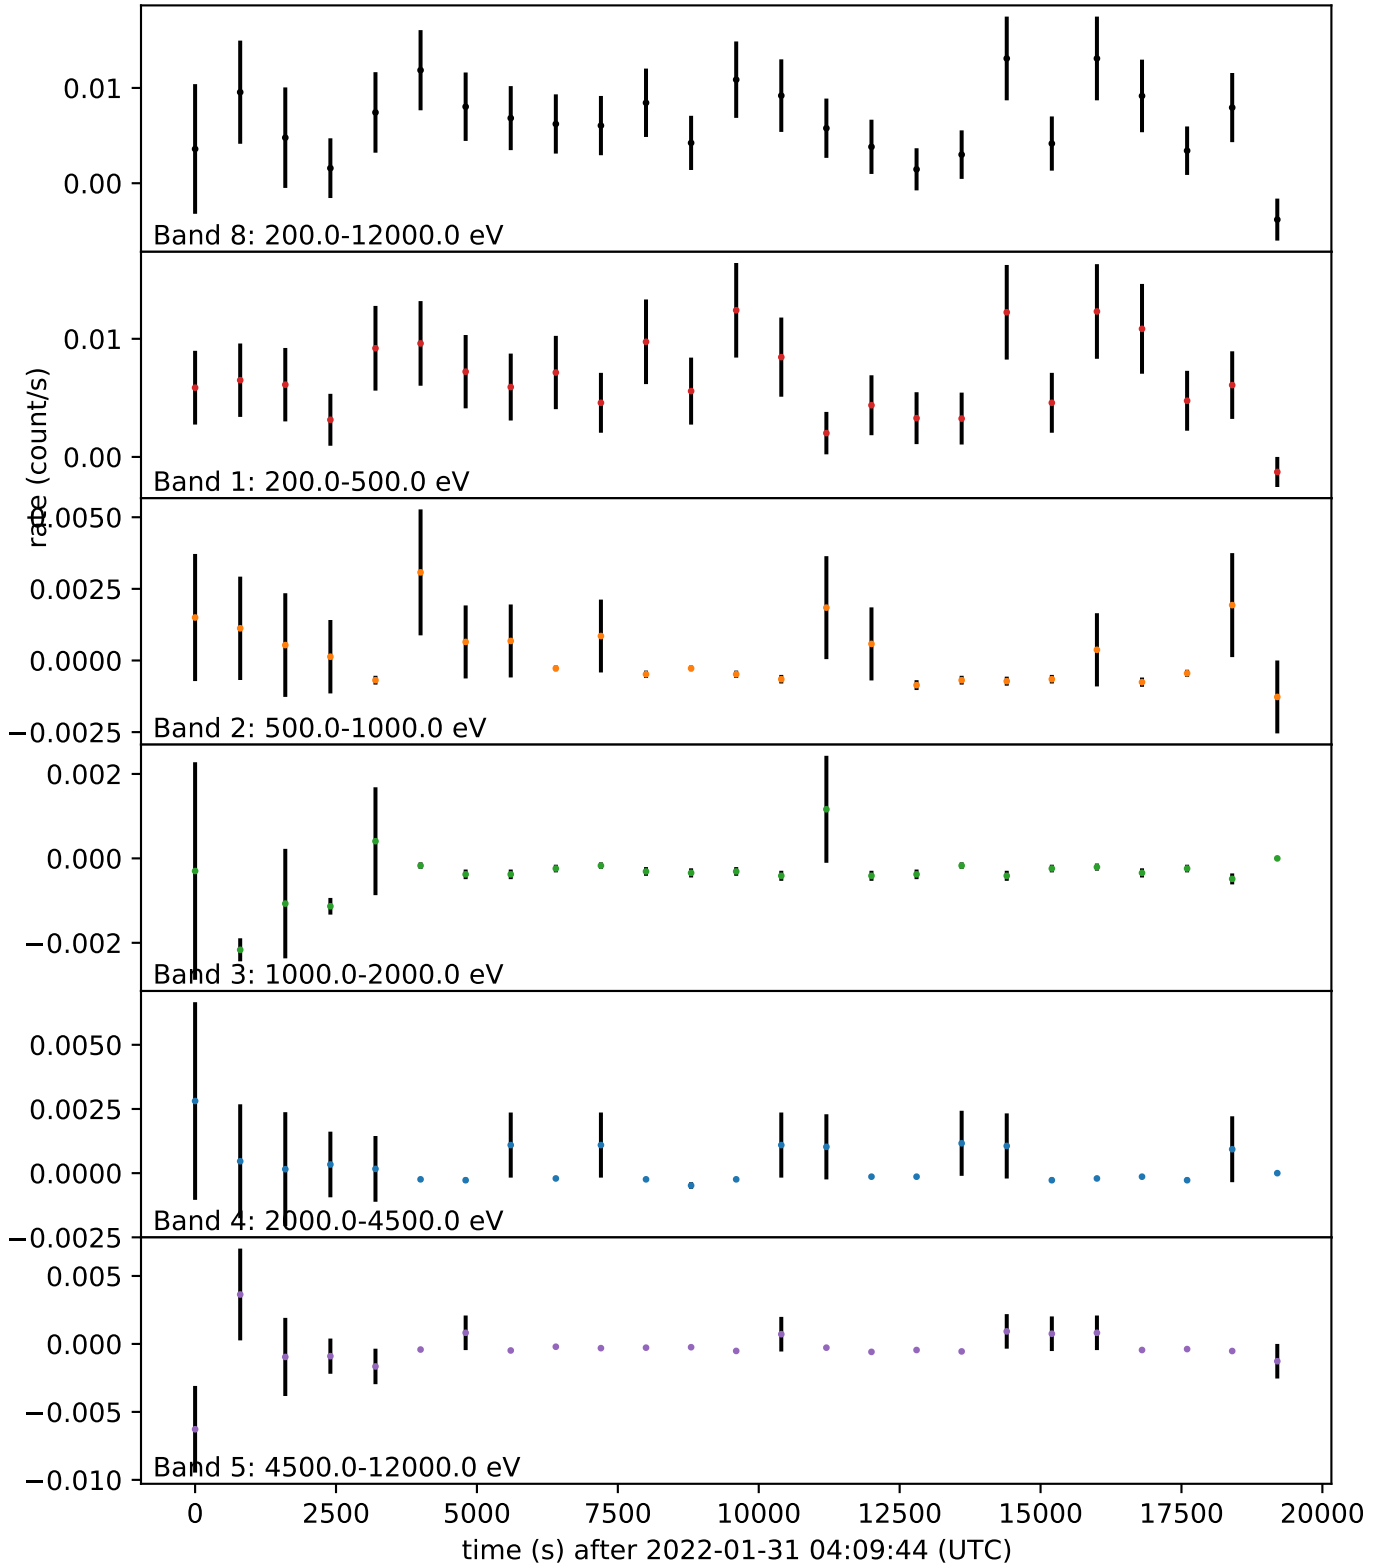 0.01
0.00
Band 8: 200.0-12000.0 eV
0.01
0.00
Band 1: 200.0-500.0 eV
rate (count/s)
0.0050
0.0025
0.0000
−0.0025
Band 2: 500.0-1000.0 eV
0.002
0.000
−0.002
Band 3: 1000.0-2000.0 eV
0.0050
0.0025
0.0000
−0.0025
Band 4: 2000.0-4500.0 eV
0.005
0.000
−0.005
−0.010
Band 5: 4500.0-12000.0 eV
0 2500 5000 7500 10000 12500 15000 17500 20000
time (s) after 2022-01-31 04:09:44 (UTC)